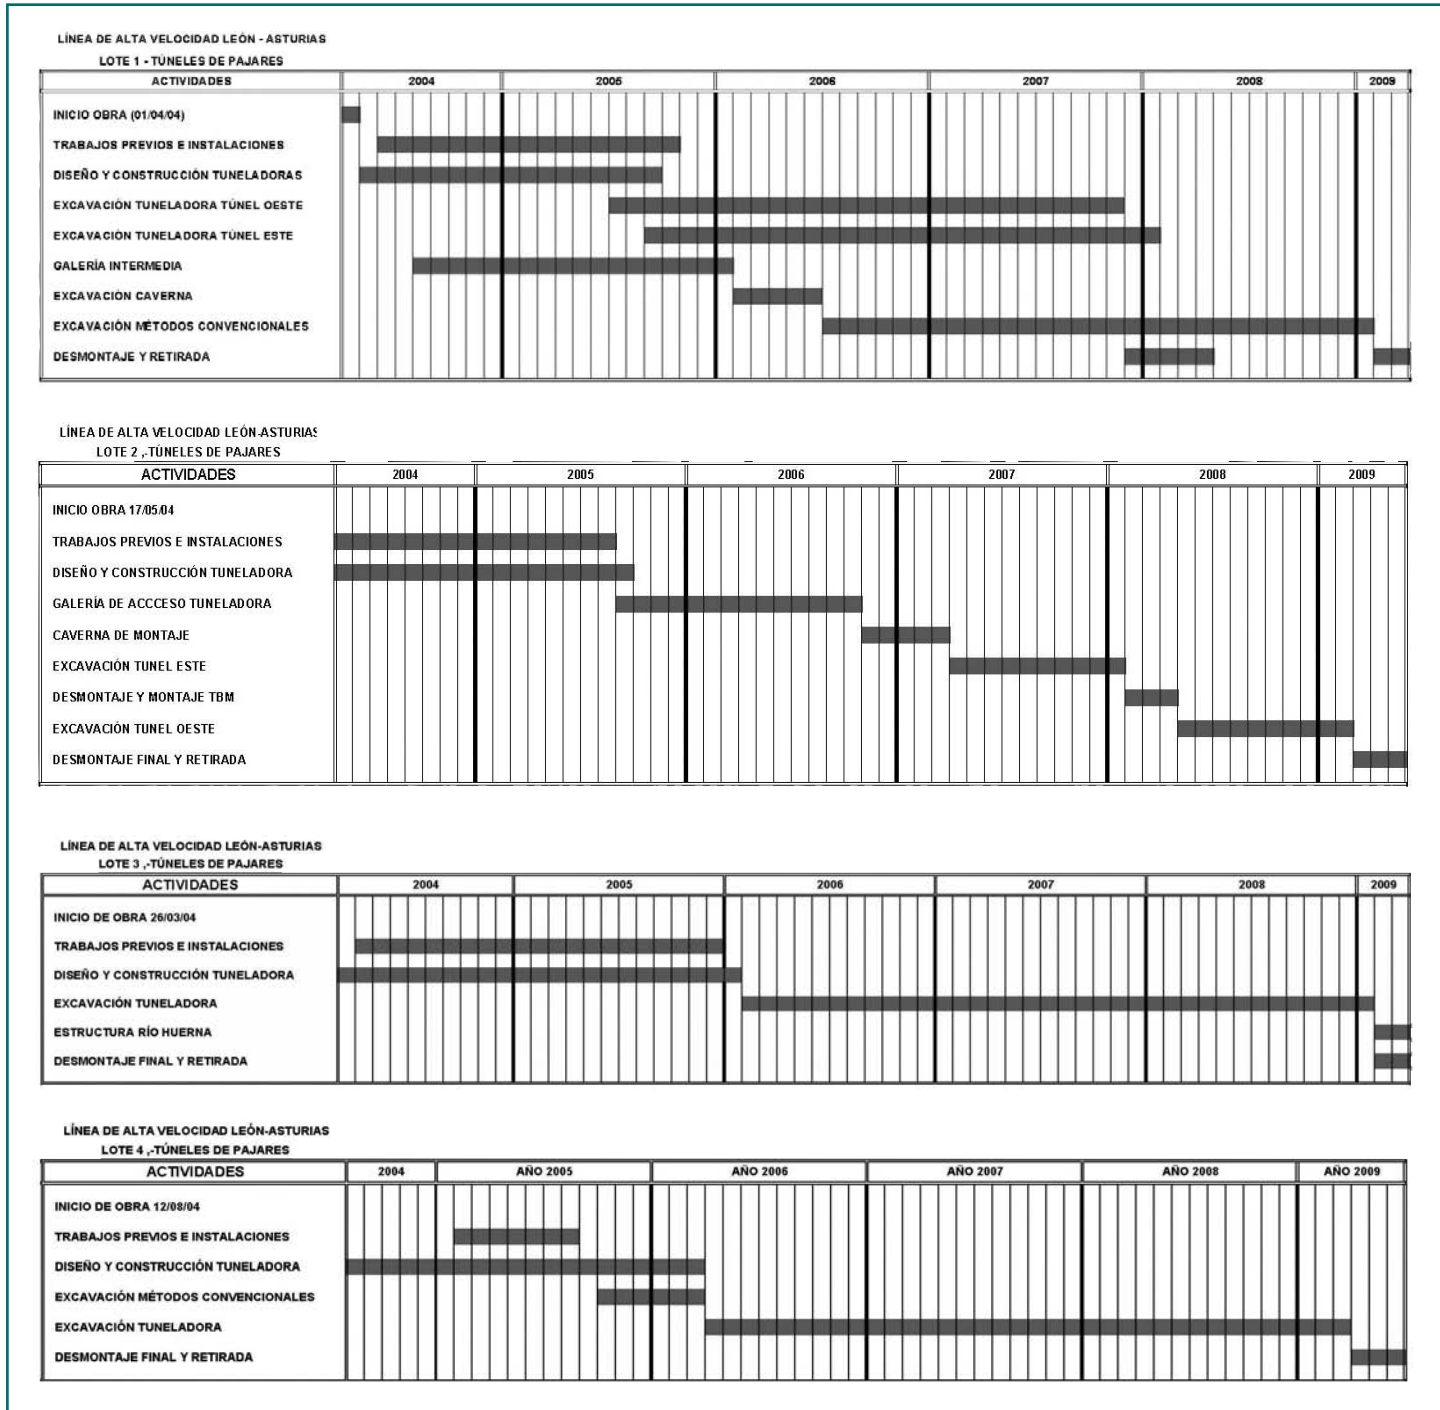 LÍNEA DE ALTA VELOCIDAD LEÓN - ASTURIAS
LOTE 1 - TÚNELES DE PAJARES
ACTIVIDADES 2004 2005 2006 2007 2008 2009
INICIO OBRA (01/04/04)
TRABAJOS PREVIOS E INSTALACIONES
DISEÑO Y CONSTRUCCIÓN TUNELADORAS
EXCAVACIÓN TUNELADORA TÚNEL OESTE
EXCAVACIÓN TUNELADORA TÚNEL ESTE
GALERÍA INTERMEDIA
EXCAVACIÓN CAVERNA
EXCAVACIÓN MÉTODOS CONVENCIONALES
DESMONTAJE Y RETIRADA
LÍNEA DE ALTA VELOCIDAD LEÓN-ASTURIAS
LOTE 2 ,-TÚNELES DE PAJARES
ACTIVIDADES 2004 2005 2006 2007 2008 2009
INICIO OBRA 17/05/04
TRABAJOS PREVIOS E INSTALACIONES
DISEÑO Y CONSTRUCCIÓN TUNELADORA
GALERÍA DE ACCCESO TUNELADORA
CAVERNA DE MONTAJE
EXCAVACIÓN TUNEL ESTE
DESMONTAJE Y MONTAJE TBM
EXCAVACIÓN TUNEL OESTE
DESMONTAJE FINAL Y RETIRADA
LÍNEA DE ALTA VELOCIDAD LEÓN-ASTURIAS
LOTE 3 ,-TÚNELES DE PAJARES
ACTIVIDADES 2004 2005 2006 2007 2008 2009
INICIO DE OBRA 26/03/04
TRABAJOS PREVIOS E INSTALACIONES
DISEÑO Y CONSTRUCCIÓN TUNELADORA
EXCAVACIÓN TUNELADORA
ESTRUCTURA RÍO HUERNA
DESMONTAJE FINAL Y RETIRADA
LÍNEA DE ALTA VELOCIDAD LEÓN-ASTURIAS
LOTE 4 ,-TÚNELES DE PAJARES
ACTIVIDADES 2004 AÑO 2005 AÑO 2006 AÑO 2007 AÑO 2008 AÑO 2009
INICIO DE OBRA 12/08/04
TRABAJOS PREVIOS E INSTALACIONES
DISEÑO Y CONSTRUCCIÓN TUNELADORA
EXCAVACIÓN MÉTODOS CONVENCIONALES
EXCAVACIÓN TUNELADORA
DESMONTAJE FINAL Y RETIRADA